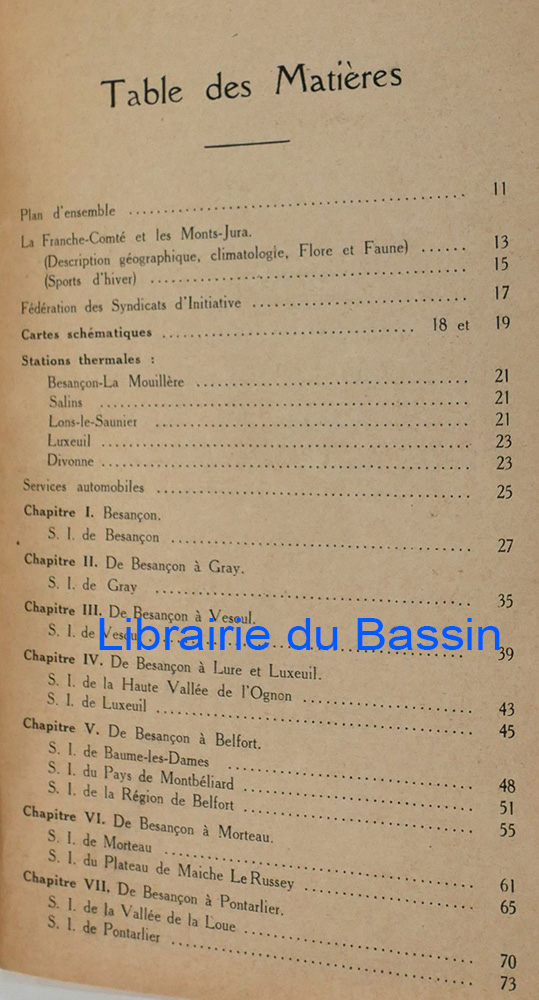 Table des Matières
Plan d'ensemble ........ 11
La Franche-Comté et les Monts-Jura.
(Description géographique, climatologie, Flore et Faune) ...... 13
(Sports d'hiver) ........ 15
Fédération des Syndicats d'Initiative ........ 17
Cartes schématiques ........ 18 et 19
Stations thermales :
Besançon-La Mouillère ........ 21
Salins ........ 21
Lons-le-Saunier ........ 21
Luxeuil ........ 23
Divonne ........ 23
Services automobiles ........ 25
Chapitre I. Besançon.
S. I. de Besançon ........ 27
Chapitre II. De Besançon à Gray.
S. I. de Gray ........ 35
Chapitre III. De Besançon à Vesoul.
S. I. de Vesoul ........ 39
Librairie du Bassin
Chapitre IV. De Besançon à Lure et Luxeuil.
S. I. de la Haute Vallée de l'Ognon ........ 43
S. I. de Luxeuil ........ 45
Chapitre V. De Besançon à Belfort.
S. I. de Baume-les-Dames ........ 48
S. I. du Pays de Montbéliard ........ 51
S. I. de la Région de Belfort ........ 55
Chapitre VI. De Besançon à Morteau.
S. I. de Morteau ........ 61
S. I. du Plateau de Maiche Le Russey ........ 65
Chapitre VII. De Besançon à Pontarlier.
S. I. de la Vallée de la Loue ........ 70
S. I. de Pontarlier ........ 73